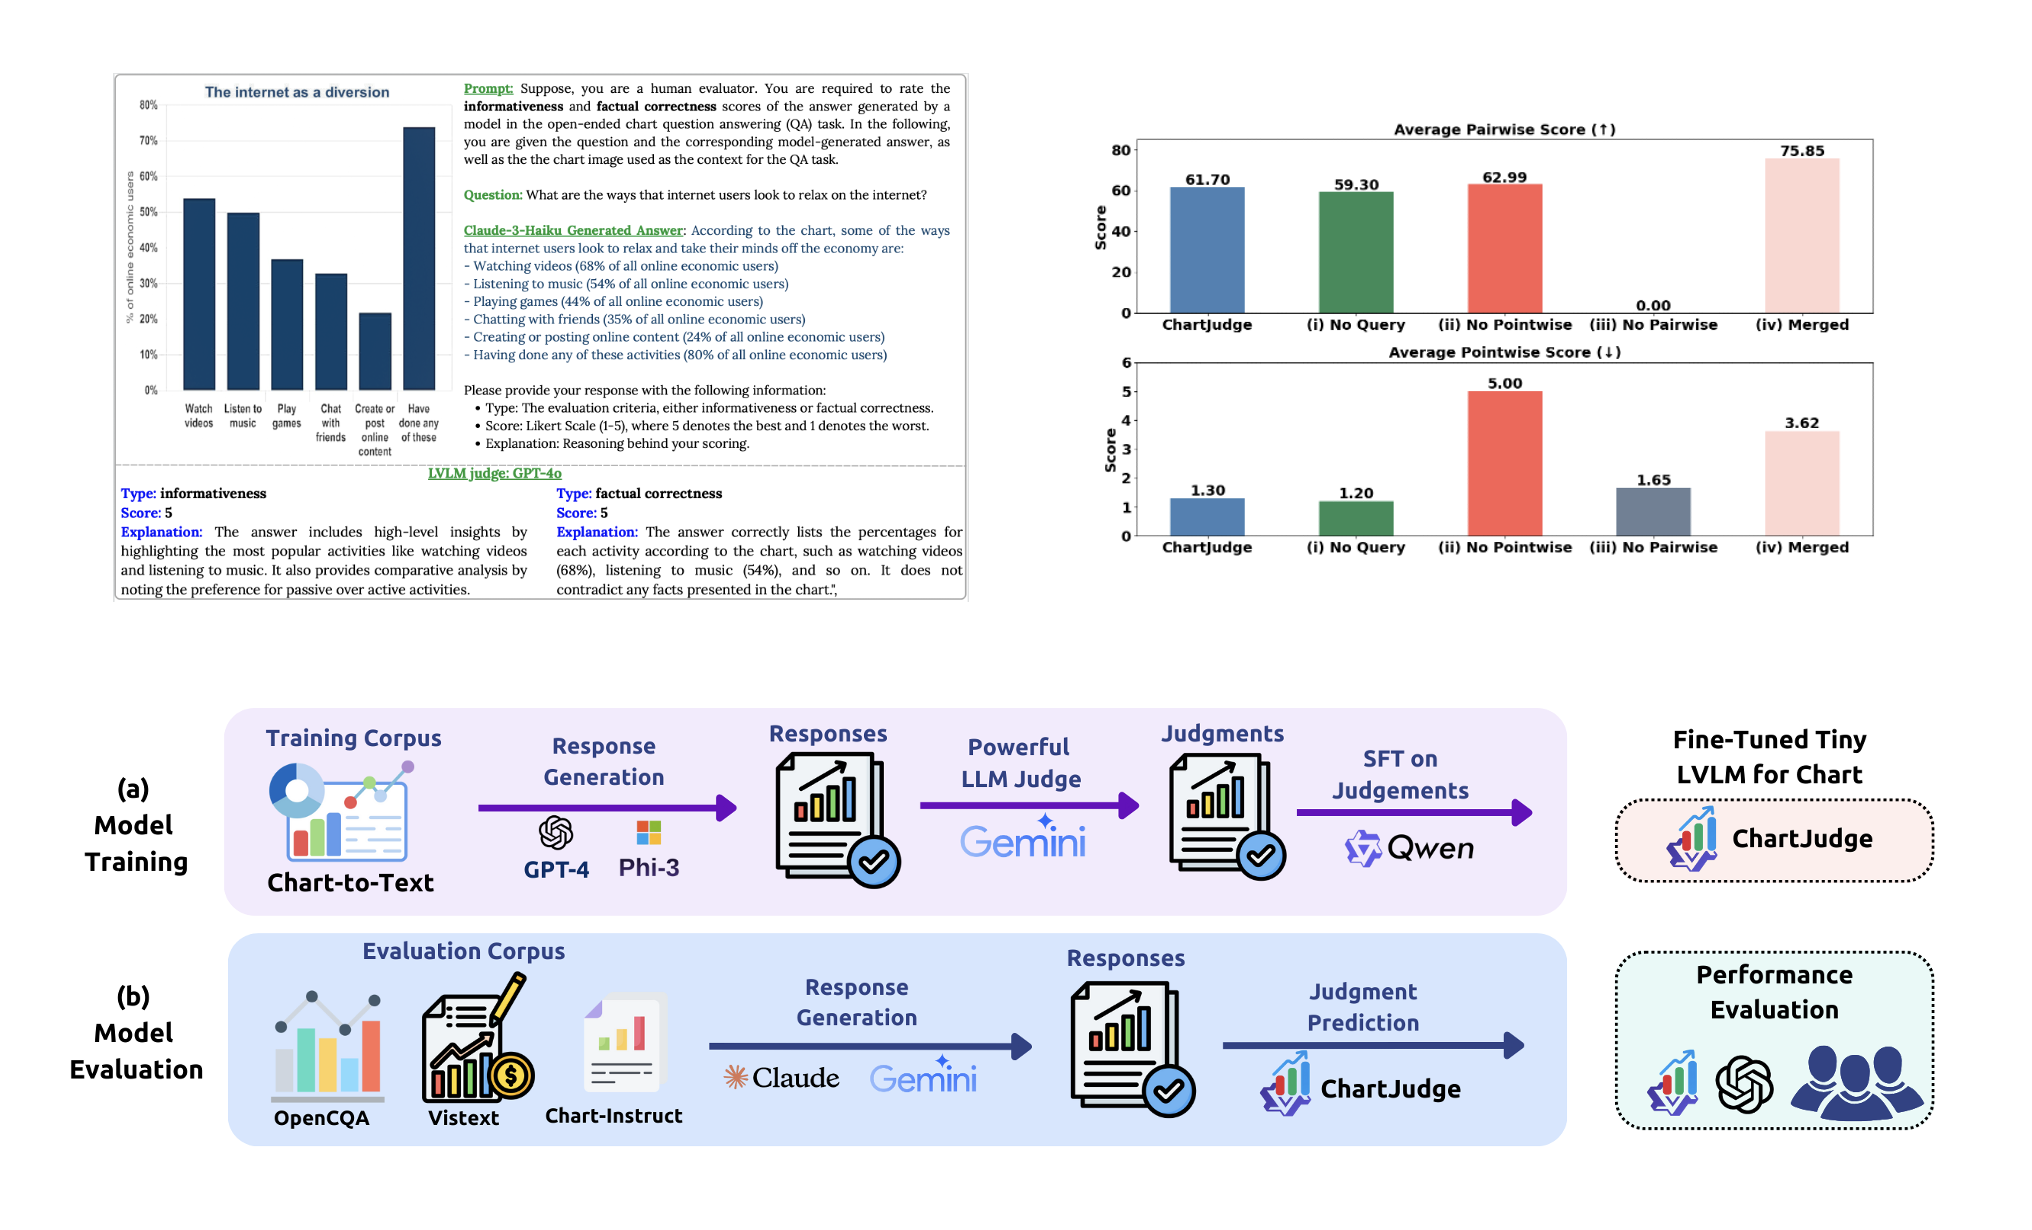 The internet as a diversion
% of online economic users
80%
70%
60%
50%
40%
30%
20%
10%
0%
Watch videos
Listen to music
Play games
Chat with friends
Create or post online content
Have done any of these
Prompt: Suppose, you are a human evaluator. You are required to rate the
informativeness and factual correctness scores of the answer generated by a
model in the open-ended chart question answering (QA) task. In the following,
you are given the question and the corresponding model-generated answer, as
well as the the chart image used as the context for the QA task.
Question: What are the ways that internet users look to relax on the internet?
Claude-3-Haiku Generated Answer: According to the chart, some of the ways
that internet users look to relax and take their minds off the economy are:
- Watching videos (68% of all online economic users)
- Listening to music (54% of all online economic users)
- Playing games (44% of all online economic users)
- Chatting with friends (35% of all online economic users)
- Creating or posting online content (24% of all online economic users)
- Having done any of these activities (80% of all online economic users)
Please provide your response with the following information:
• Type: The evaluation criteria, either informativeness or factual correctness.
• Score: Likert Scale (1-5), where 5 denotes the best and 1 denotes the worst.
• Explanation: Reasoning behind your scoring.
LVLM judge: GPT-4o
Type: informativeness
Score: 5
Explanation: The answer includes high-level insights by
highlighting the most popular activities like watching videos
and listening to music. It also provides comparative analysis by
noting the preference for passive over active activities.
Type: factual correctness
Score: 5
Explanation: The answer correctly lists the percentages for
each activity according to the chart, such as watching videos
(68%), listening to music (54%), and so on. It does not
contradict any facts presented in the chart.",
Average Pairwise Score (↑)
Score
80
60
40
20
0
61.70
59.30
62.99
0.00
75.85
ChartJudge
(i) No Query
(ii) No Pointwise
(iii) No Pairwise
(iv) Merged
Average Pointwise Score (↓)
Score
6
5
4
3
2
1
0
1.30
1.20
5.00
1.65
3.62
ChartJudge
(i) No Query
(ii) No Pointwise
(iii) No Pairwise
(iv) Merged
(a)
Model
Training
Training Corpus
Chart-to-Text
Response
Generation
GPT-4
Phi-3
Responses
Powerful
LLM Judge
Gemini
Judgments
SFT on
Judgements
Qwen
Fine-Tuned Tiny
LVLM for Chart
ChartJudge
(b)
Model
Evaluation
Evaluation Corpus
OpenCQA
Vistext
Chart-Instruct
Response
Generation
Claude
Gemini
Responses
Judgment
Prediction
ChartJudge
Performance
Evaluation